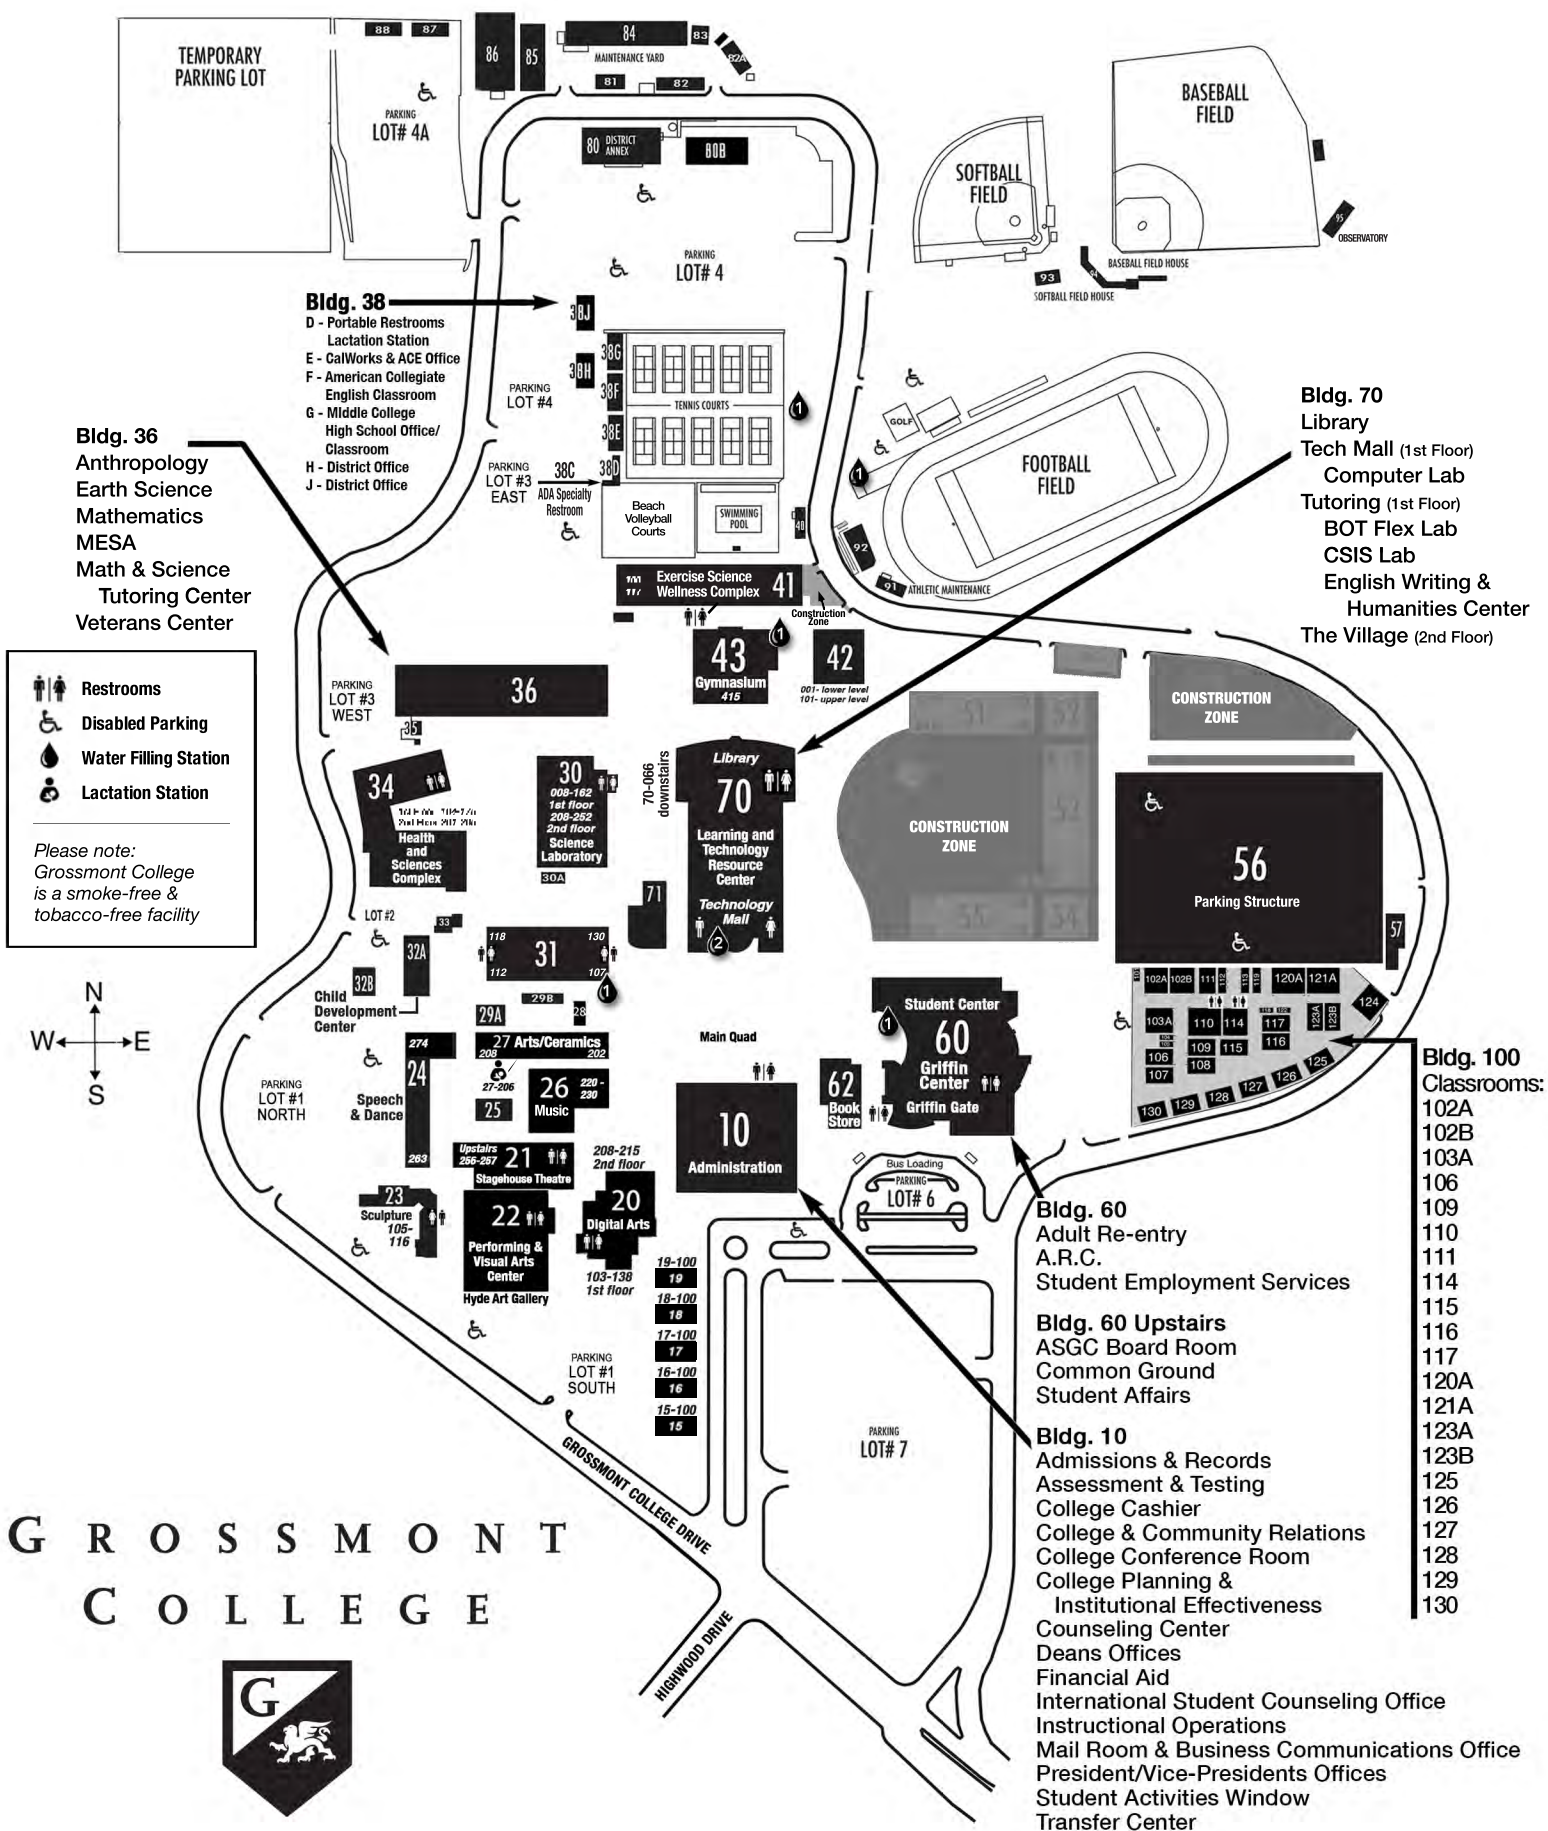 TEMPORARY
PARKING LOT
88
87
PARKING
LOT# 4A
86
85
84
83
82A
MAINTENANCE YARD
81
82
80
DISTRICT
ANNEX
80B
PARKING
LOT# 4
SOFTBALL
FIELD
BASEBALL
FIELD
95
OBSERVATORY
BASEBALL FIELD HOUSE
94
93
SOFTBALL FIELD HOUSE
Bldg. 38
D - Portable Restrooms
Lactation Station
E - CalWorks & ACE Office
F - American Collegiate
English Classroom
G - Middle College
High School Office/
Classroom
H - District Office
J - District Office
38J
38H
38G
38F
38E
38D
PARKING
LOT #4
PARKING
LOT #3
EAST
38C
ADA Specialty
Restroom
TENNIS COURTS
1
Beach
Volleyball
Courts
SWIMMING
POOL
40
GOLF
1
FOOTBALL
FIELD
92
91
ATHLETIC MAINTENANCE
Bldg. 70
Library
Tech Mall (1st Floor)
Computer Lab
Tutoring (1st Floor)
BOT Flex Lab
CSIS Lab
English Writing &
Humanities Center
The Village (2nd Floor)
Bldg. 36
Anthropology
Earth Science
Mathematics
MESA
Math & Science
Tutoring Center
Veterans Center
Exercise Science
Wellness Complex
41
Construction
Zone
1
43
Gymnasium
415
42
001- lower level
101- upper level
Restrooms
Disabled Parking
Water Filling Station
Lactation Station
Please note:
Grossmont College
is a smoke-free &
tobacco-free facility
PARKING
LOT #3
WEST
36
35
34
Health
and
Sciences
Complex
30
008-162
1st floor
208-252
2nd floor
Science
Laboratory
30A
70-066
downstairs
Library
70
Learning and
Technology
Resource
Center
Technology
Mall
2
71
51
52
52
55
54
CONSTRUCTION
ZONE
CONSTRUCTION
ZONE
56
Parking Structure
57
LOT #2
33
32A
32B
Child
Development
Center
118
130
31
112
107
1
29B
29A
28
27 Arts/Ceramics
208
202
27-206
26
Music
220 -
230
25
274
24
Speech
& Dance
263
N
W
E
S
PARKING
LOT #1
NORTH
Main Quad
10
Administration
Student Center
1
60
Griffin
Center
Griffin Gate
62
Book
Store
102A
102B
111
112
113
119
120A
121A
124
103A
110
114
118
122
117
123A
123B
106
109
115
116
107
108
125
126
127
128
129
130
Bldg. 100
Classrooms:
102A
102B
103A
106
109
110
111
114
115
116
117
120A
121A
123A
123B
125
126
127
128
129
130
Upstairs
256-257
21
Stagehouse Theatre
208-215
2nd floor
20
Digital Arts
103-138
1st floor
23
Sculpture
105-
116
22
Performing &
Visual Arts
Center
Hyde Art Gallery
Bus Loading
PARKING
LOT# 6
19-100
19
18-100
18
17-100
17
16-100
16
15-100
15
PARKING
LOT #1
SOUTH
PARKING
LOT# 7
GROSSMONT COLLEGE DRIVE
HIGHWOOD DRIVE
Bldg. 60
Adult Re-entry
A.R.C.
Student Employment Services
Bldg. 60 Upstairs
ASGC Board Room
Common Ground
Student Affairs
Bldg. 10
Admissions & Records
Assessment & Testing
College Cashier
College & Community Relations
College Conference Room
College Planning &
Institutional Effectiveness
Counseling Center
Deans Offices
Financial Aid
International Student Counseling Office
Instructional Operations
Mail Room & Business Communications Office
President/Vice-Presidents Offices
Student Activities Window
Transfer Center
GROSSMONT
COLLEGE
G